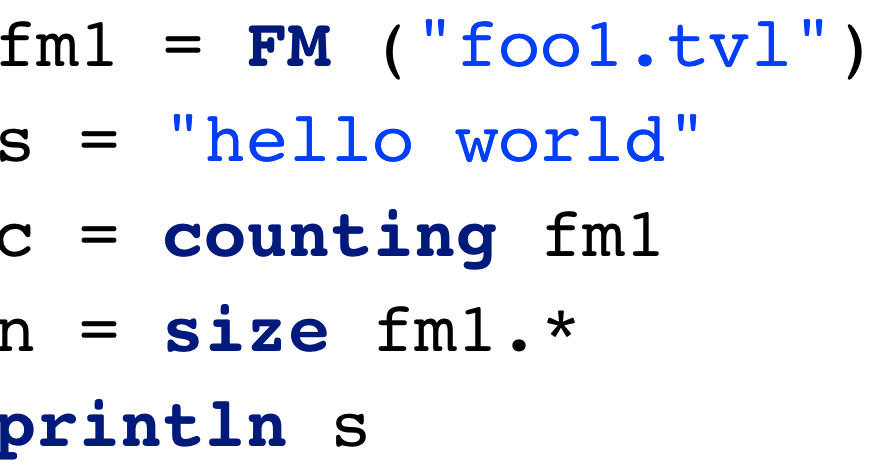 fm1 = FM ("foo1.tvl")
s = "hello world"
c = counting fm1
n = size fm1.*
println s